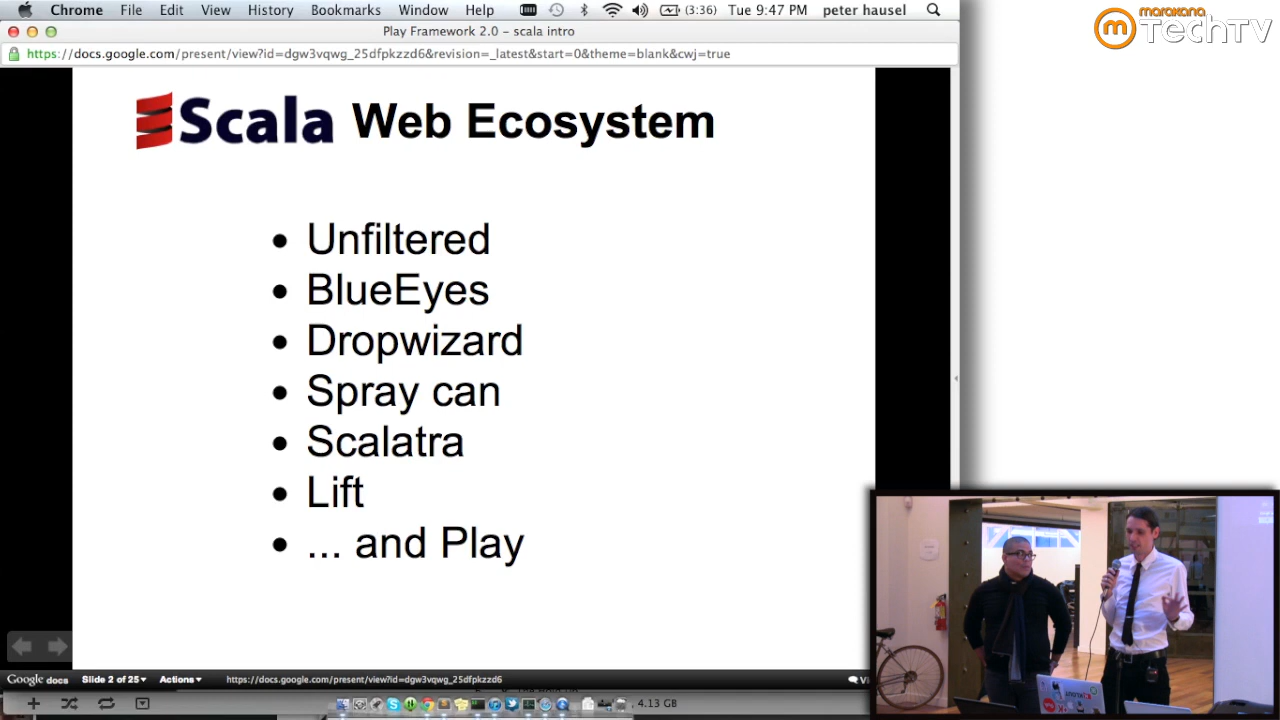 Chrome File Edit View History Bookmarks Window Help (3:36) Tue 9:47 PM peter hausel
marakana
TechTV
Play Framework 2.0 – scala intro
https://docs.google.com/present/view?id=dgw3vqwg_25dfpkzzd6&revision=_latest&start=0&theme=blank&cwj=true
Scala Web Ecosystem
• Unfiltered
• BlueEyes
• Dropwizard
• Spray can
• Scalatra
• Lift
• ... and Play
Google docs Slide 2 of 25 Actions https://docs.google.com/present/view?id=dgw3vqwg_25dfpkzzd6
4.13 GB